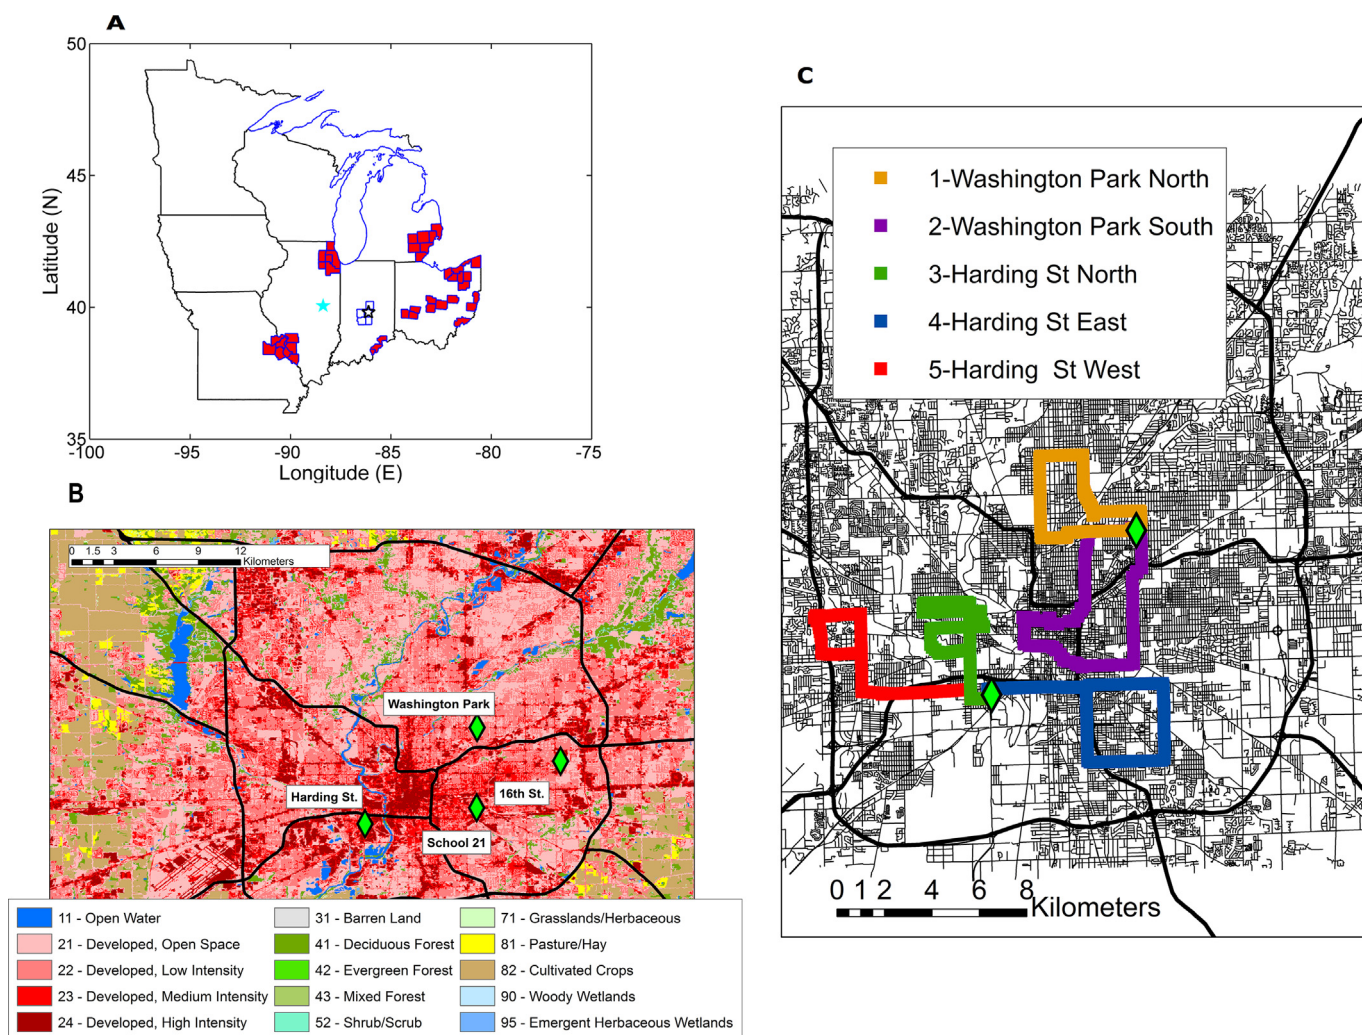 A
50
45
40
35
Latitude (N)
-100
-95
-90
-85
-80
-75
Longitude (E)
B
0 1.5 3 6 9 12
Kilometers
Washington Park
Harding St.
16th St.
School 21
11 - Open Water
21 - Developed, Open Space
22 - Developed, Low Intensity
23 - Developed, Medium Intensity
24 - Developed, High Intensity
31 - Barren Land
41 - Deciduous Forest
42 - Evergreen Forest
43 - Mixed Forest
52 - Shrub/Scrub
71 - Grasslands/Herbaceous
81 - Pasture/Hay
82 - Cultivated Crops
90 - Woody Wetlands
95 - Emergent Herbaceous Wetlands
C
1-Washington Park North
2-Washington Park South
3-Harding St North
4-Harding St East
5-Harding St West
0 1 2 4 6 8
Kilometers